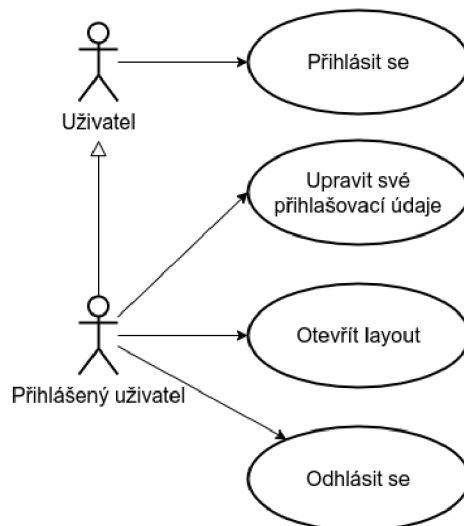 Přihlásit se
Uživatel
Upravit své
přihlašovací údaje
Otevřít layout
Přihlášený uživatel
Odhlásit se